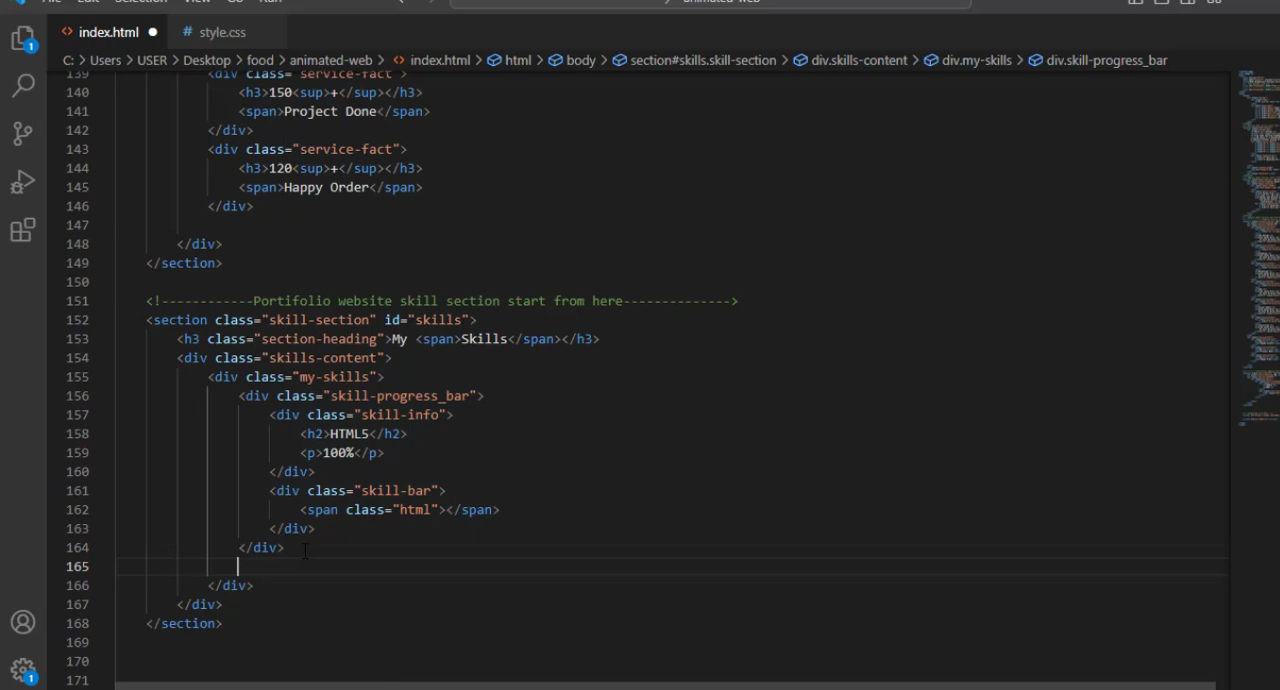 index.html
# style.css
C: > Users > USER > Desktop > food > animated-web > index.html > html > body > section#skills.skill-section > div.skills-content > div.my-skills > div.skill-progress_bar
139 <div class="service-fact">
140 <h3>150<sup>+</sup></h3>
141 <span>Project Done</span>
142 </div>
143 <div class="service-fact">
144 <h3>120<sup>+</sup></h3>
145 <span>Happy Order</span>
146 </div>
147
148 </div>
149 </section>
150
151 <!------------Portifolio website skill section start from here-------------->
152 <section class="skill-section" id="skills">
153 <h3 class="section-heading">My <span>Skills</span></h3>
154 <div class="skills-content">
155 <div class="my-skills">
156 <div class="skill-progress_bar">
157 <div class="skill-info">
158 <h2>HTML5</h2>
159 <p>100%</p>
160 </div>
161 <div class="skill-bar">
162 <span class="html"></span>
163 </div>
164 </div>
165
166 </div>
167 </div>
168 </section>
169
170
171
1
1